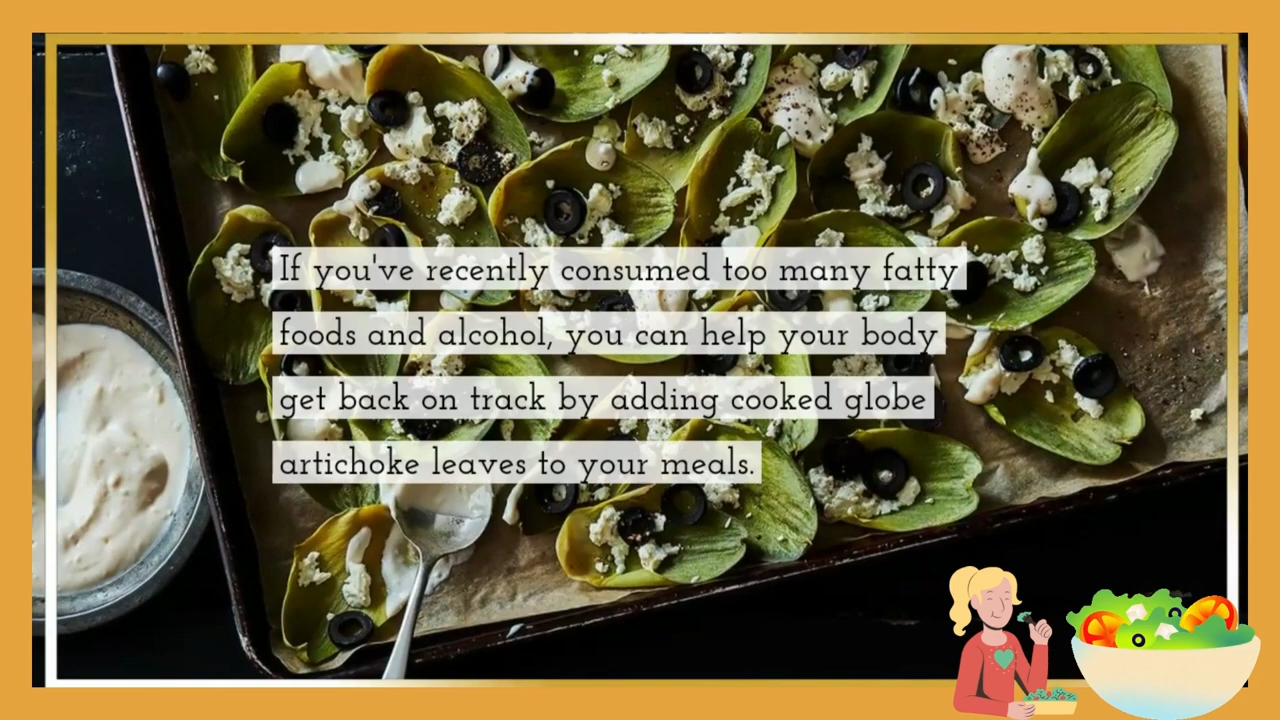 If you've recently consumed too many fatty
foods and alcohol, you can help your body
get back on track by adding cooked globe
artichoke leaves to your meals.